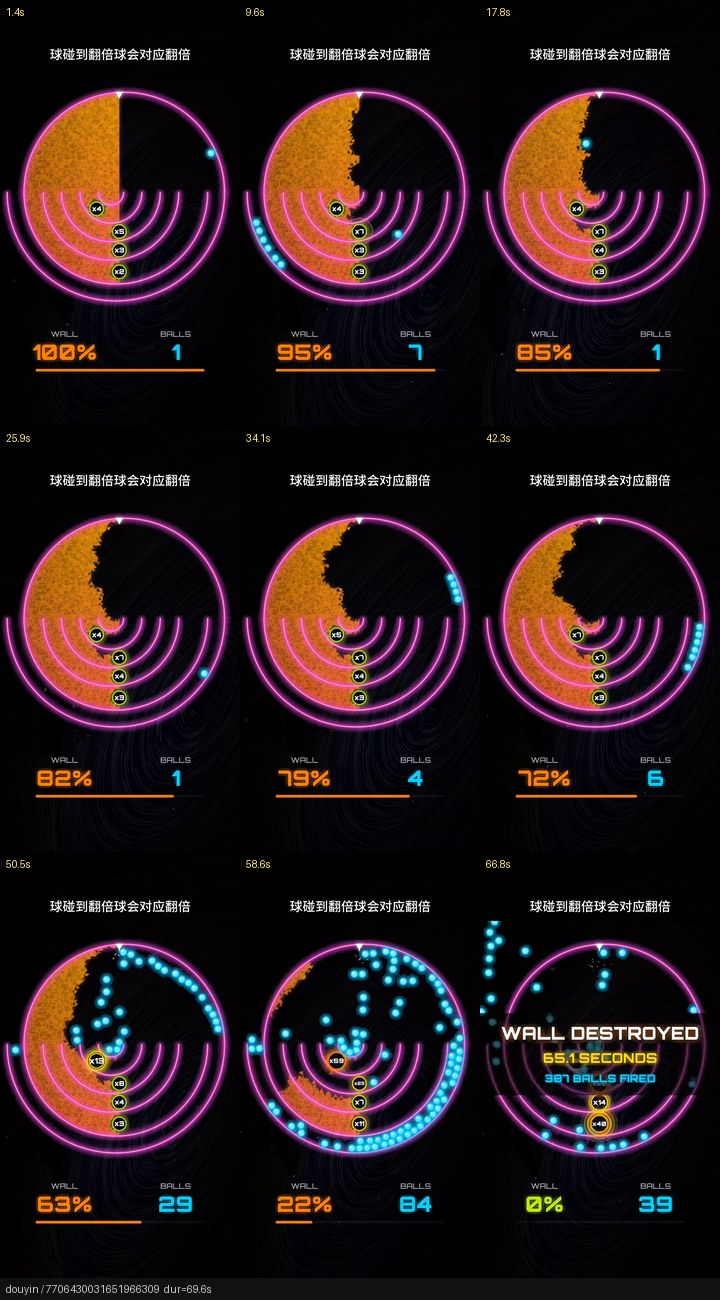 1.4s
球碰到翻倍球会对应翻倍
x4
x5
x3
x2
WALL BALLS
100% 1
9.6s
球碰到翻倍球会对应翻倍
x4
x7
x3
x3
WALL BALLS
95% 7
17.8s
球碰到翻倍球会对应翻倍
x4
x7
x4
x3
WALL BALLS
85% 1
25.9s
球碰到翻倍球会对应翻倍
x4
x7
x4
x3
WALL BALLS
82% 1
34.1s
球碰到翻倍球会对应翻倍
x5
x7
x4
x3
WALL BALLS
79% 4
42.3s
球碰到翻倍球会对应翻倍
x7
x7
x4
x3
WALL BALLS
72% 6
50.5s
球碰到翻倍球会对应翻倍
x13
x8
x4
x3
WALL BALLS
63% 29
58.6s
球碰到翻倍球会对应翻倍
x59
x23
x7
x11
WALL BALLS
22% 84
66.8s
球碰到翻倍球会对应翻倍
WALL DESTROYED
65.1 SECONDS
387 BALLS FIRED
x14
x40
WALL BALLS
0% 39
douyin / 7706430031651966309 dur=69.6s